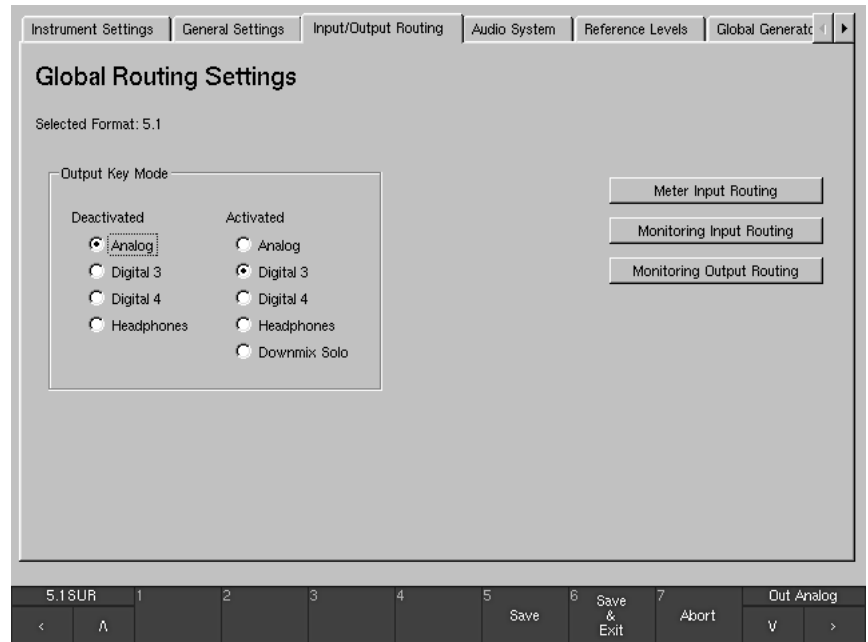 Instrument Settings General Settings Input/Output Routing Audio System Reference Levels Global Generato
Global Routing Settings
Selected Format: 5.1
Output Key Mode
Deactivated Activated
Analog Analog
Digital 3 Digital 3
Digital 4 Digital 4
Headphones Headphones
Downmix Solo
Meter Input Routing
Monitoring Input Routing
Monitoring Output Routing
5.1SUR 1 2 3 4 5 6 7 Out Analog
< Λ Save Save & Exit Abort V >